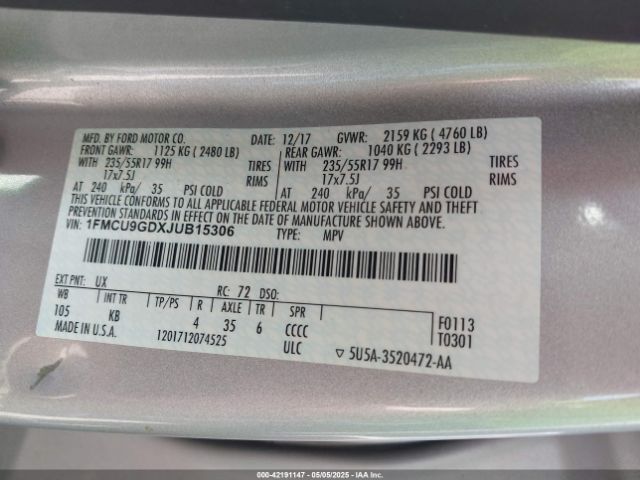 MFD. BY FORD MOTOR CO. DATE: 12/17 GVWR: 2159 KG ( 4760 LB)
FRONT GAWR: 1125 KG ( 2480 LB) REAR GAWR: 1040 KG ( 2293 LB)
WITH 235/55R17 99H TIRES WITH 235/55R17 99H TIRES
17x7.5J RIMS 17x7.5J RIMS
AT 240 kPa/ 35 PSI COLD AT 240 kPa/ 35 PSI COLD
THIS VEHICLE CONFORMS TO ALL APPLICABLE FEDERAL MOTOR VEHICLE SAFETY AND THEFT
PREVENTION STANDARDS IN EFFECT ON THE DATE OF MANUFACTURE SHOWN ABOVE.
VIN: 1FMCU9GDXJUB15306 TYPE: MPV
EXT PNT: UX RC: 72 DSO:
WB INT TR TP/PS R AXLE TR SPR F0113
105 KB 4 35 6 CCCC T0301
MADE IN U.S.A. 1201712074525 ULC ▽ 5U5A-3520472-AA
000-42191147 - 05/05/2025 - IAA Inc.